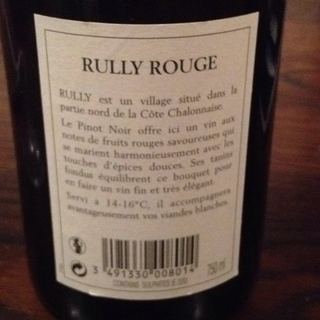 RULLY ROUGE
RULLY est un village situé dans la
partie nord de la Côte Chalonnaise.
Le Pinot Noir offre ici un vin aux
notes de fruits rouges savoureuses qui
se marient harmonieusement avec les
touches d'épices douces. Ses tanins
fondus équilibrent ce bouquet pour
en faire un vin fin et très élégant.
Servi à 14-16°C, il accompagnera
avantageusement vos viandes blanches.
3 491330 008014
750 ml
CONTAINS SULPHITES